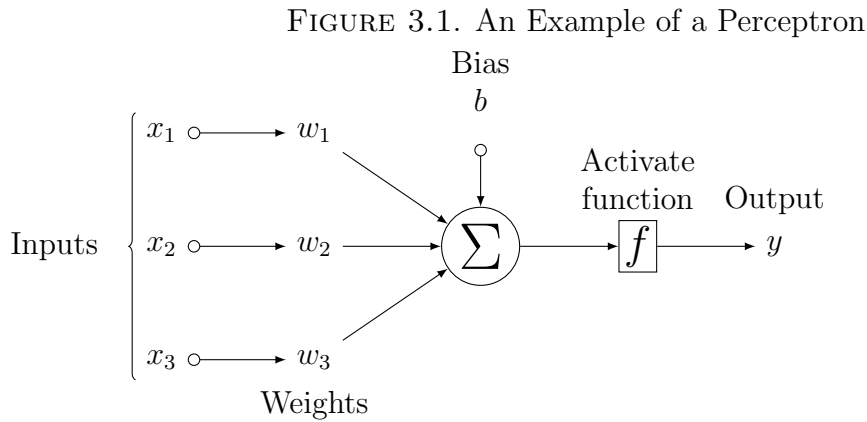 FIGURE 3.1. An Example of a Perceptron
Bias
b
x₁ w₁
Activate
function
Output
Inputs x₂ w₂ ∑ f y
x₃ w₃
Weights